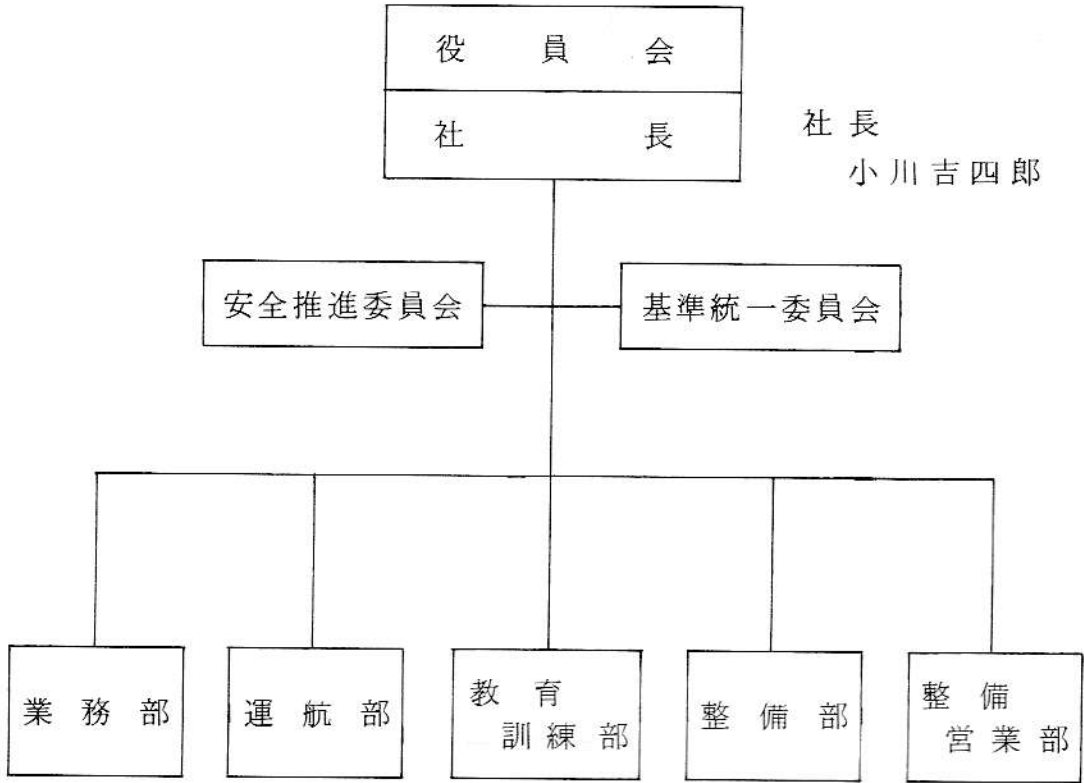 役員会
社長
社長
小川吉四郎
安全推進委員会
基準統一委員会
業務部
運航部
教育
訓練部
整備部
整備
営業部